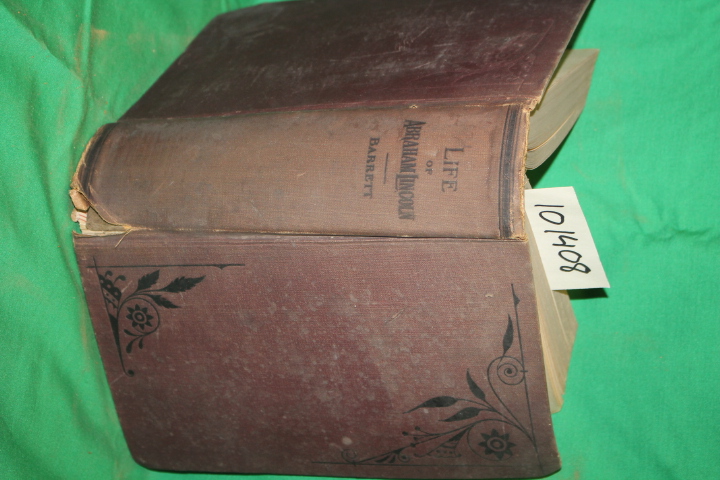 LIFE
OF
ABRAHAM LINCOLN
BARRETT
101408